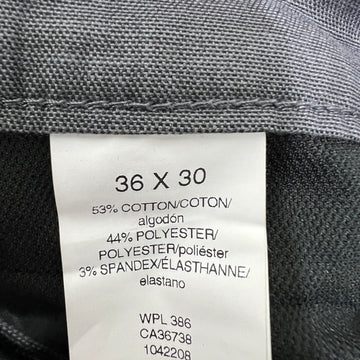 36 X 30
53% COTTON/COTON/
algodón
44% POLYESTER/
POLYESTER/poliéster
3% SPANDEX/ÉLASTHANNE/
elastano
WPL 386
CA36738
1042208